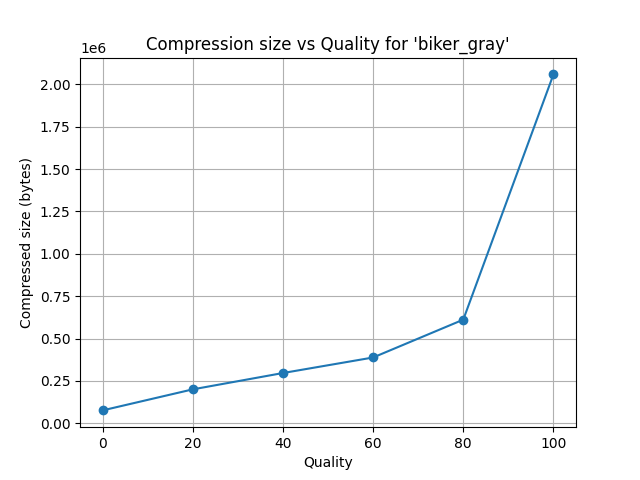 Compression size vs Quality for 'biker_gray'
1e6
2.00
1.75
1.50
1.25
1.00
0.75
0.50
0.25
0.00
Compressed size (bytes)
0 20 40 60 80 100
Quality